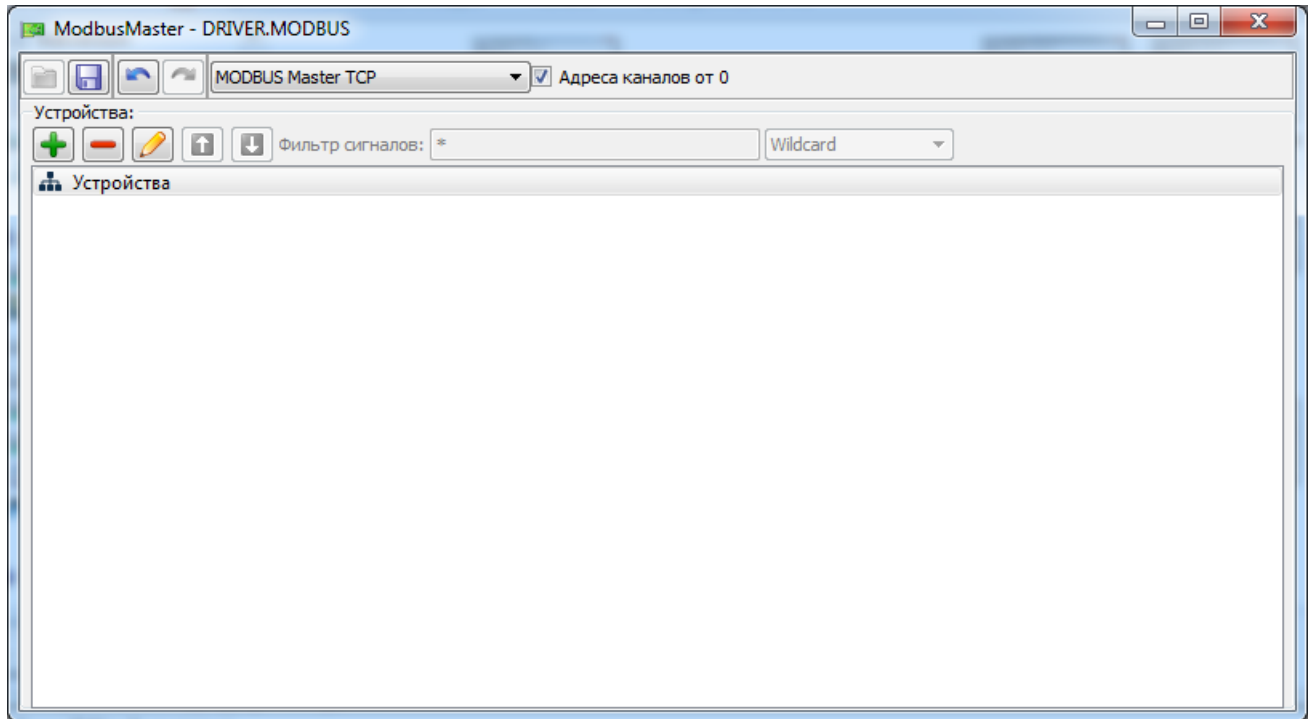 ModbusMaster - DRIVER.MODBUS
MODBUS Master TCP Адреса каналов от 0
Устройства:
Фильтр сигналов: * Wildcard
Устройства